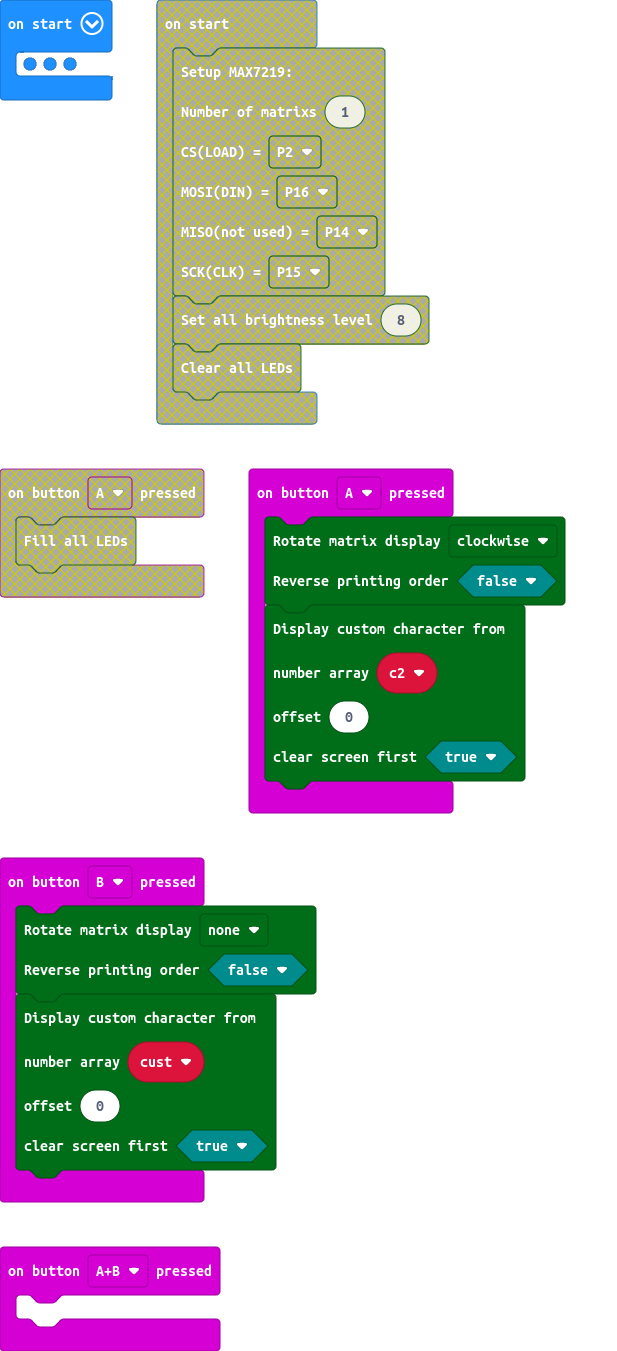 on start
on start
Setup MAX7219:
Number of matrixs 1
CS(LOAD) = P2
MOSI(DIN) = P16
MISO(not used) = P14
SCK(CLK) = P15
Set all brightness level 8
Clear all LEDs
on button A pressed
Fill all LEDs
on button A pressed
Rotate matrix display clockwise
Reverse printing order false
Display custom character from
number array c2
offset 0
clear screen first true
on button B pressed
Rotate matrix display none
Reverse printing order false
Display custom character from
number array cust
offset 0
clear screen first true
on button A+B pressed